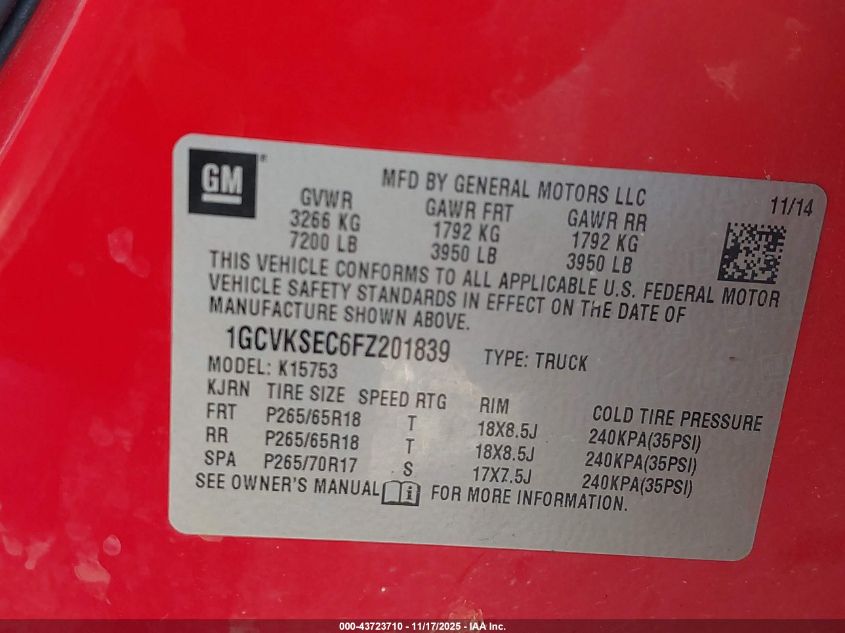 GM®
MFD BY GENERAL MOTORS LLC
11/14
GVWR GAWR FRT GAWR RR
3266 KG 1792 KG 1792 KG
7200 LB 3950 LB 3950 LB
THIS VEHICLE CONFORMS TO ALL APPLICABLE U.S. FEDERAL MOTOR
VEHICLE SAFETY STANDARDS IN EFFECT ON THE DATE OF
MANUFACTURE SHOWN ABOVE.
1GCVKSEC6FZ201839 TYPE: TRUCK
MODEL: K15753
KJRN TIRE SIZE SPEED RTG RIM COLD TIRE PRESSURE
FRT P265/65R18 T 18X8.5J 240KPA(35PSI)
RR P265/65R18 T 18X8.5J 240KPA(35PSI)
SPA P265/70R17 S 17X7.5J 240KPA(35PSI)
SEE OWNER'S MANUAL FOR MORE INFORMATION.
000-43723710 - 11/17/2025 - IAA Inc.